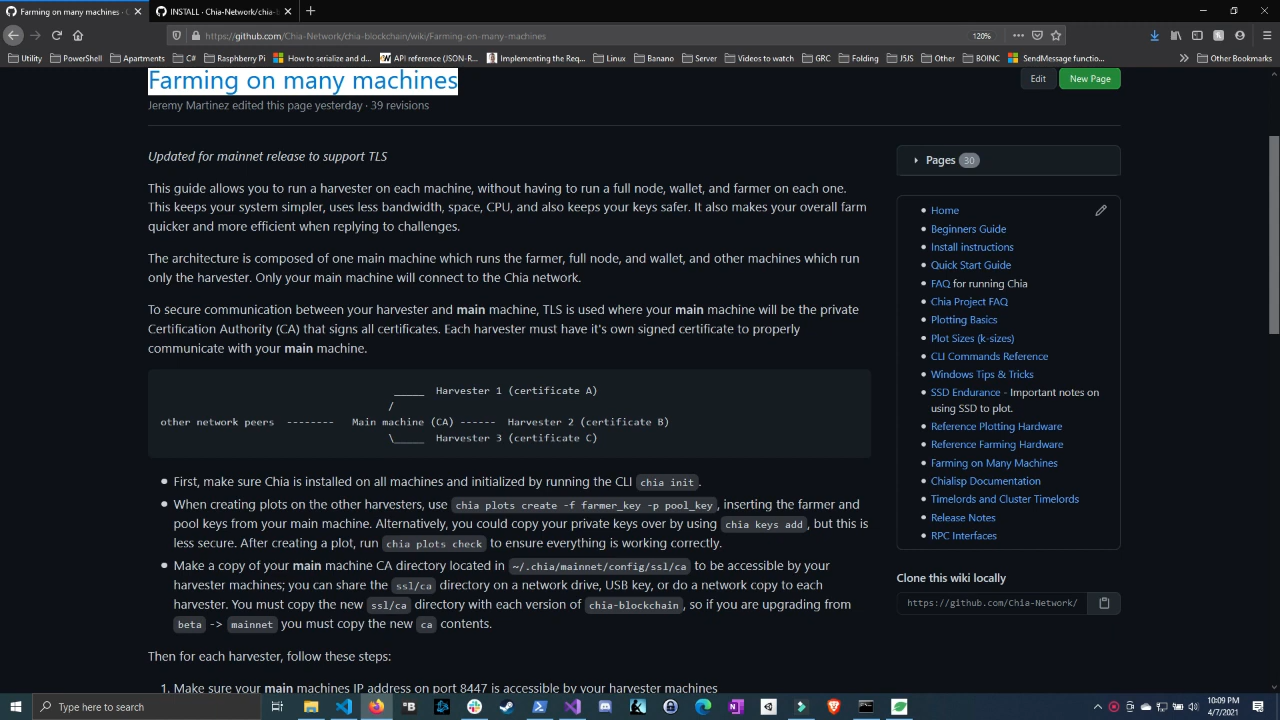 Farming on many machines · C
INSTALL · Chia-Network/chia-b
https://github.com/Chia-Network/chia-blockchain/wiki/Farming-on-many-machines
120%
Utility
PowerShell
Apartments
C#
Raspberry Pi
How to serialize and d...
API reference (JSON-R...
Implementing the Req...
Linux
Banano
Server
Videos to watch
GRC
Folding
JSJS
Other
BOINC
SendMessage functio...
Other Bookmarks
Farming on many machines
Edit
New Page
Jeremy Martinez edited this page yesterday · 39 revisions
Updated for mainnet release to support TLS
This guide allows you to run a harvester on each machine, without having to run a full node, wallet, and farmer on each one.
This keeps your system simpler, uses less bandwidth, space, CPU, and also keeps your keys safer. It also makes your overall farm
quicker and more efficient when replying to challenges.
The architecture is composed of one main machine which runs the farmer, full node, and wallet, and other machines which run
only the harvester. Only your main machine will connect to the Chia network.
To secure communication between your harvester and main machine, TLS is used where your main machine will be the private
Certification Authority (CA) that signs all certificates. Each harvester must have it's own signed certificate to properly
communicate with your main machine.
_____ Harvester 1 (certificate A)
/
other network peers -------- Main machine (CA) ------ Harvester 2 (certificate B)
\_____ Harvester 3 (certificate C)
First, make sure Chia is installed on all machines and initialized by running the CLI chia init.
When creating plots on the other harvesters, use chia plots create -f farmer_key -p pool_key, inserting the farmer and
pool keys from your main machine. Alternatively, you could copy your private keys over by using chia keys add, but this is
less secure. After creating a plot, run chia plots check to ensure everything is working correctly.
Make a copy of your main machine CA directory located in ~/.chia/mainnet/config/ssl/ca to be accessible by your
harvester machines; you can share the ssl/ca directory on a network drive, USB key, or do a network copy to each
harvester. You must copy the new ssl/ca directory with each version of chia-blockchain, so if you are upgrading from
beta -> mainnet you must copy the new ca contents.
Then for each harvester, follow these steps:
1. Make sure your main machines IP address on port 8447 is accessible by your harvester machines
Pages 30
Home
Beginners Guide
Install instructions
Quick Start Guide
FAQ for running Chia
Chia Project FAQ
Plotting Basics
Plot Sizes (k-sizes)
CLI Commands Reference
Windows Tips & Tricks
SSD Endurance - Important notes on
using SSD to plot.
Reference Plotting Hardware
Reference Farming Hardware
Farming on Many Machines
Chialisp Documentation
Timelords and Cluster Timelords
Release Notes
RPC Interfaces
Clone this wiki locally
https://github.com/Chia-Network/
Type here to search
10:09 PM
4/7/2021